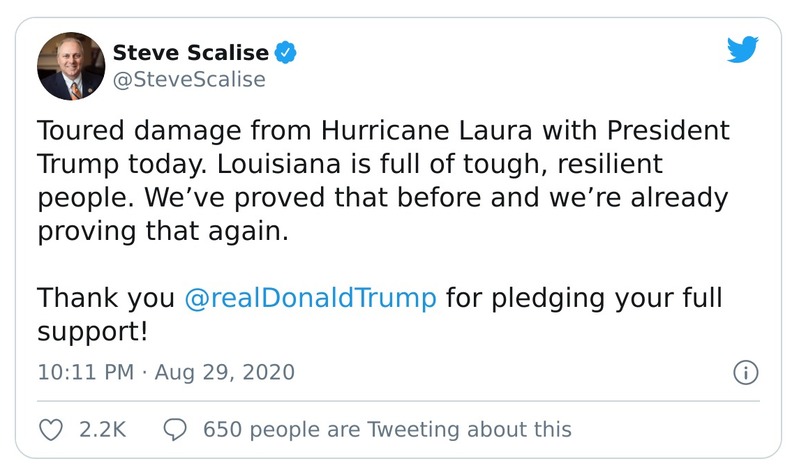 Steve Scalise
@SteveScalise
Toured damage from Hurricane Laura with President
Trump today. Louisiana is full of tough, resilient
people. We’ve proved that before and we’re already
proving that again.
Thank you @realDonaldTrump for pledging your full
support!
10:11 PM · Aug 29, 2020
2.2K 650 people are Tweeting about this